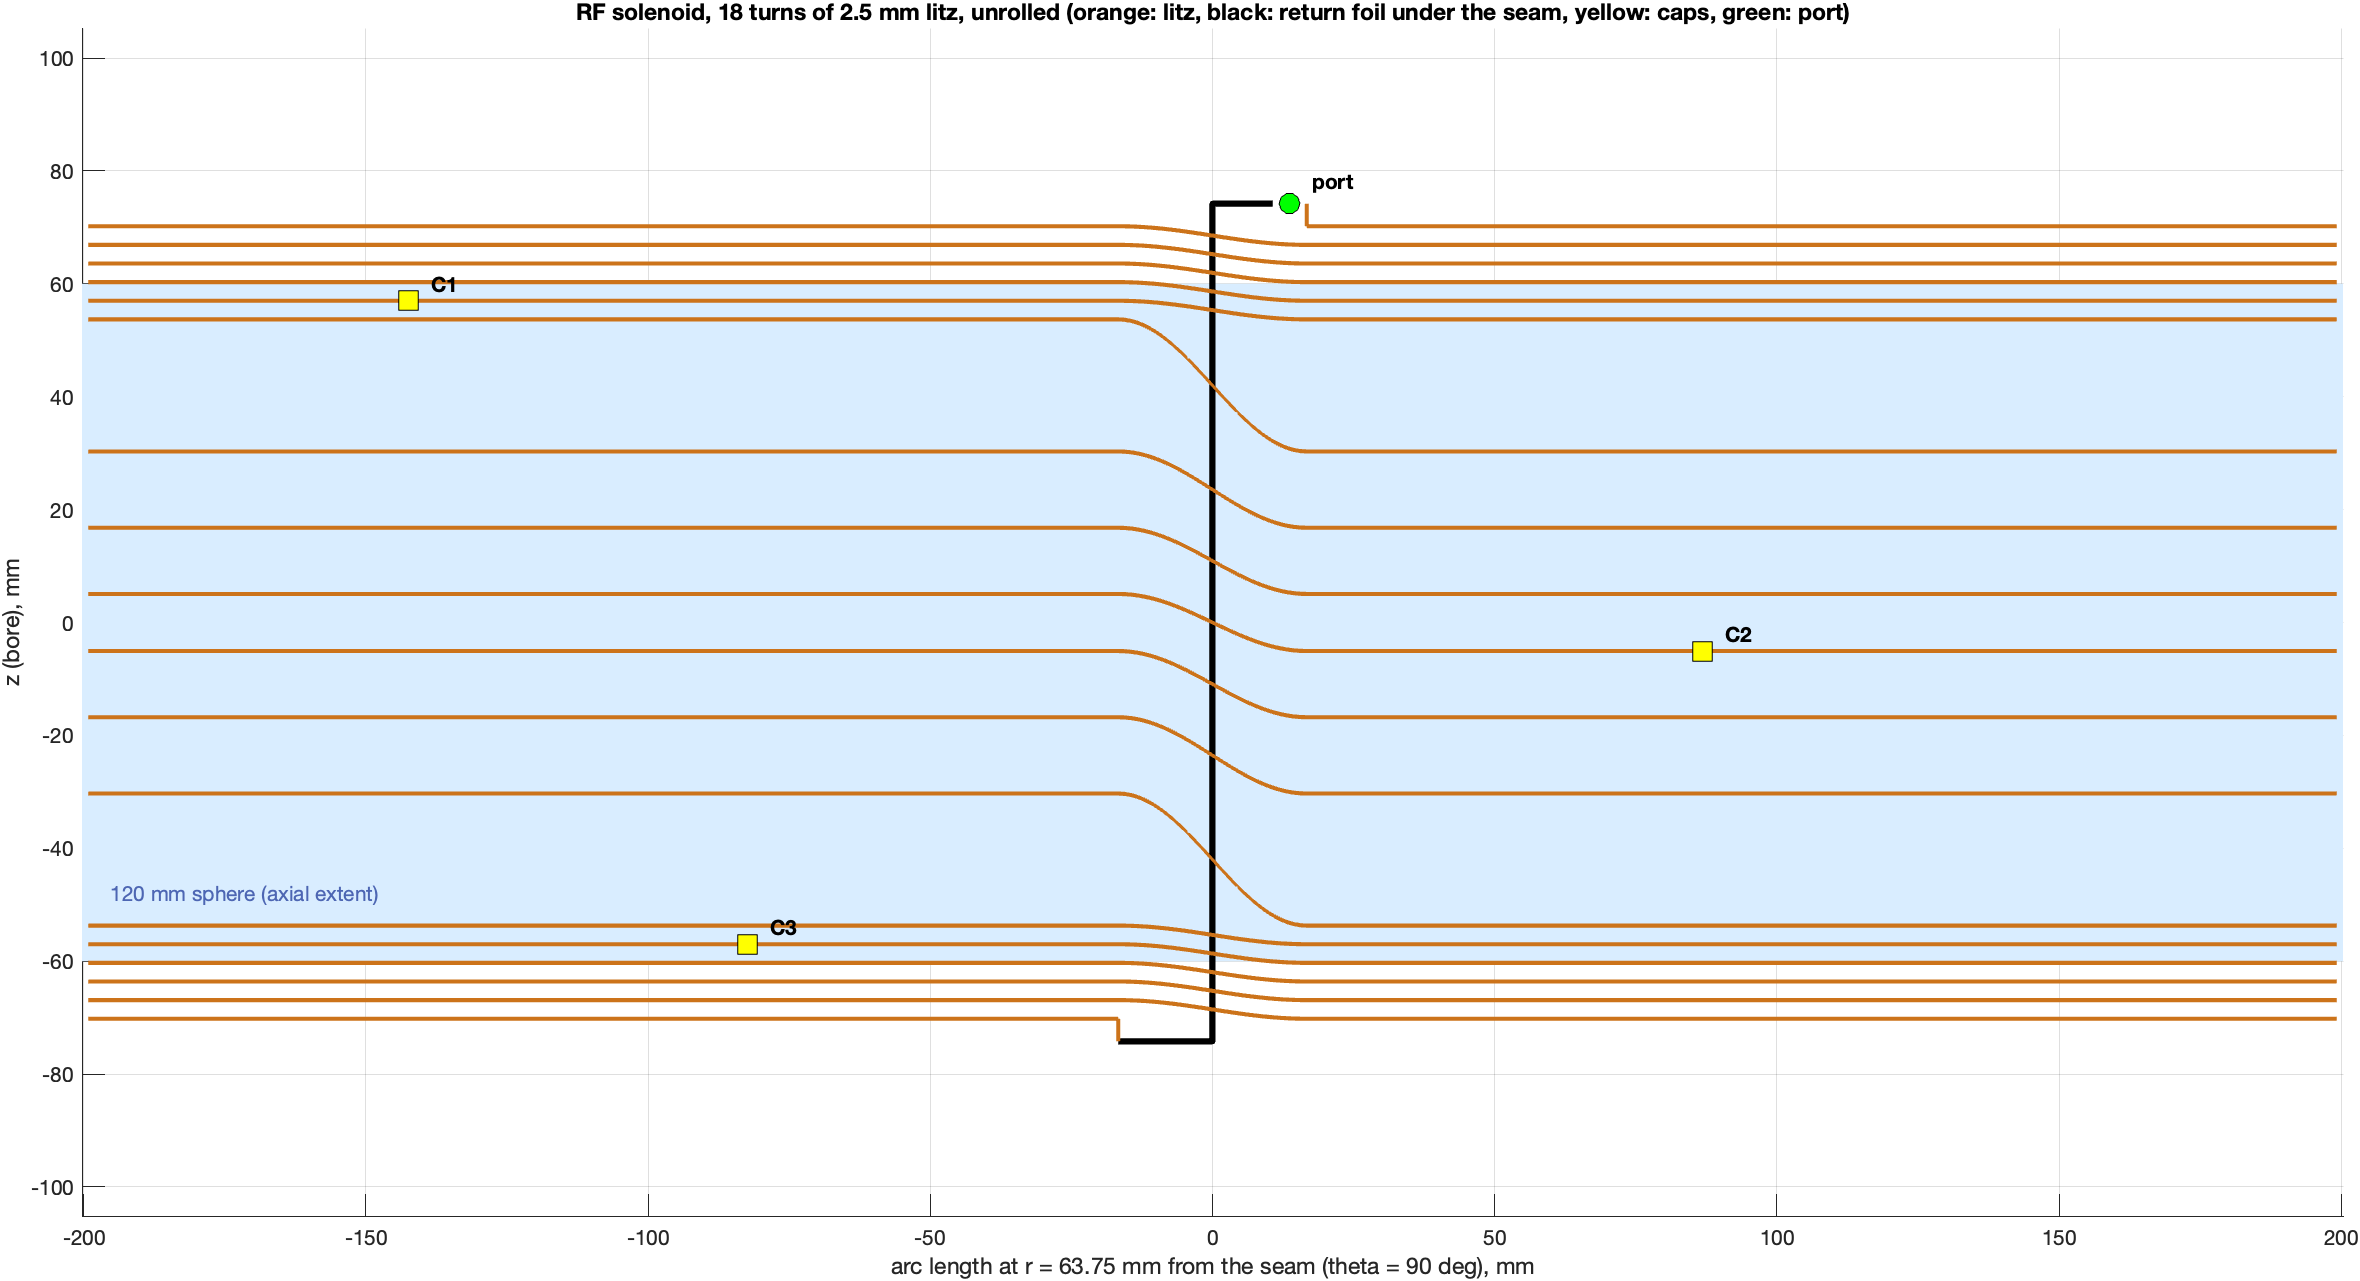 RF solenoid, 18 turns of 2.5 mm litz, unrolled (orange: litz, black: return foil under the seam, yellow: caps, green: port)
100
80
60
40
20
0
-20
-40
-60
-80
-100
z (bore), mm
port
C1
C2
120 mm sphere (axial extent)
C3
-200 -150 -100 -50 0 50 100 150 200
arc length at r = 63.75 mm from the seam (theta = 90 deg), mm